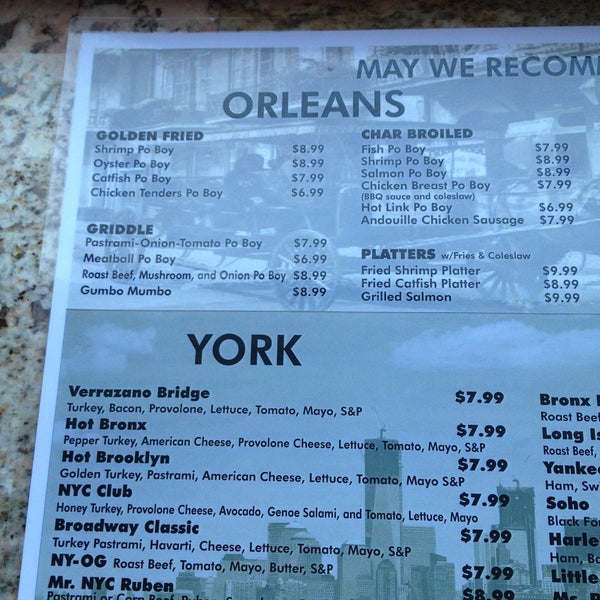 MAY WE RECOM
ORLEANS
GOLDEN FRIED
Shrimp Po Boy $8.99
Oyster Po Boy $8.99
Catfish Po Boy $7.99
Chicken Tenders Po Boy $6.99
GRIDDLE
Pastrami-Onion-Tomato Po Boy $7.99
Meatball Po Boy $6.99
Roast Beef, Mushroom, and Onion Po Boy $8.99
Gumbo Mumbo $8.99
CHAR BROILED
Fish Po Boy $7.99
Shrimp Po Boy $8.99
Salmon Po Boy $8.99
Chicken Breast Po Boy $7.99
(BBQ sauce and coleslaw)
Hot Link Po Boy $6.99
Andouille Chicken Sausage $7.99
PLATTERS w/Fries & Coleslaw
Fried Shrimp Platter $9.99
Fried Catfish Platter $8.99
Grilled Salmon $9.99
YORK
Verrazano Bridge $7.99
Turkey, Bacon, Provolone, Lettuce, Tomato, Mayo, S&P
Hot Bronx $7.99
Pepper Turkey, American Cheese, Provolone Cheese, Lettuce, Tomato, Mayo, S&P
Hot Brooklyn $7.99
Golden Turkey, Pastrami, American Cheese, Lettuce, Tomato, Mayo S&P
NYC Club $7.99
Honey Turkey, Provolone Cheese, Avocado, Genoe Salami, and Tomato, Lettuce, Mayo
Broadway Classic $7.99
Turkey Pastrami, Havarti, Cheese, Lettuce, Tomato, Mayo, S&P
NY-OG Roast Beef, Tomato, Mayo, Butter, S&P $7.99
Mr. NYC Ruben $8.99
Pastrami or Corn Beef,
Bronx
Roast Beef
Long Is
Roast Beef,
Yankee
Ham, Sw
Soho
Black For
Harle
Ham, Ba
Little